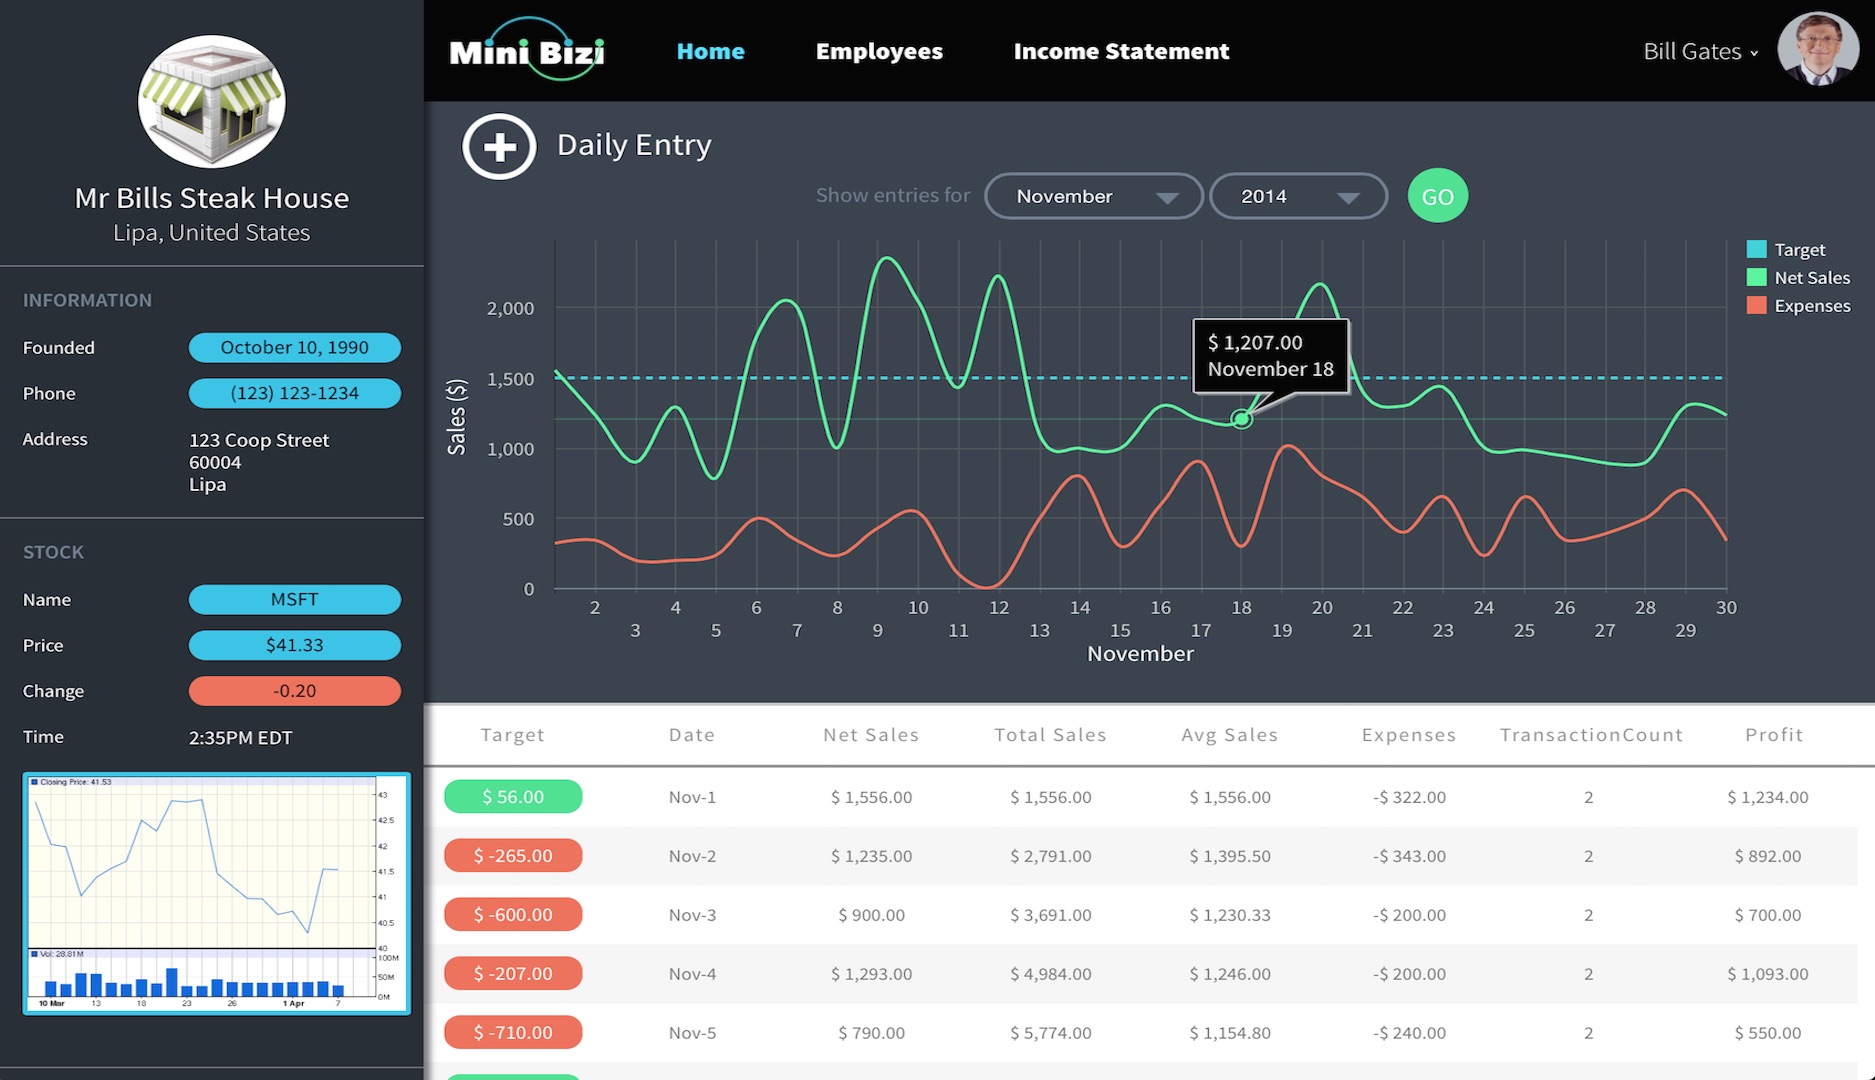 Mr Bills Steak House
Lipa, United States
INFORMATION
Founded October 10, 1990
Phone (123) 123-1234
Address 123 Coop Street
60004
Lipa
STOCK
Name MSFT
Price $41.33
Change -0.20
Time 2:35PM EDT
Closing Price: 41.53
43
42.5
42
41.5
41
40.5
40
Vol: 28.81M
100M
50M
0M
10 Mar 13 18 23 26 1 Apr 7
Mini Bizi Home Employees Income Statement Bill Gates
Daily Entry
Show entries for November 2014 GO
Target
Net Sales
Expenses
Sales ($)
2,000
1,500
1,000
500
0
$ 1,207.00
November 18
2 4 6 8 10 12 14 16 18 20 22 24 26 28 30
3 5 7 9 11 13 15 17 19 21 23 25 27 29
November
Target Date Net Sales Total Sales Avg Sales Expenses TransactionCount Profit
$ 56.00 Nov-1 $ 1,556.00 $ 1,556.00 $ 1,556.00 -$ 322.00 2 $ 1,234.00
$ -265.00 Nov-2 $ 1,235.00 $ 2,791.00 $ 1,395.50 -$ 343.00 2 $ 892.00
$ -600.00 Nov-3 $ 900.00 $ 3,691.00 $ 1,230.33 -$ 200.00 2 $ 700.00
$ -207.00 Nov-4 $ 1,293.00 $ 4,984.00 $ 1,246.00 -$ 200.00 2 $ 1,093.00
$ -710.00 Nov-5 $ 790.00 $ 5,774.00 $ 1,154.80 -$ 240.00 2 $ 550.00